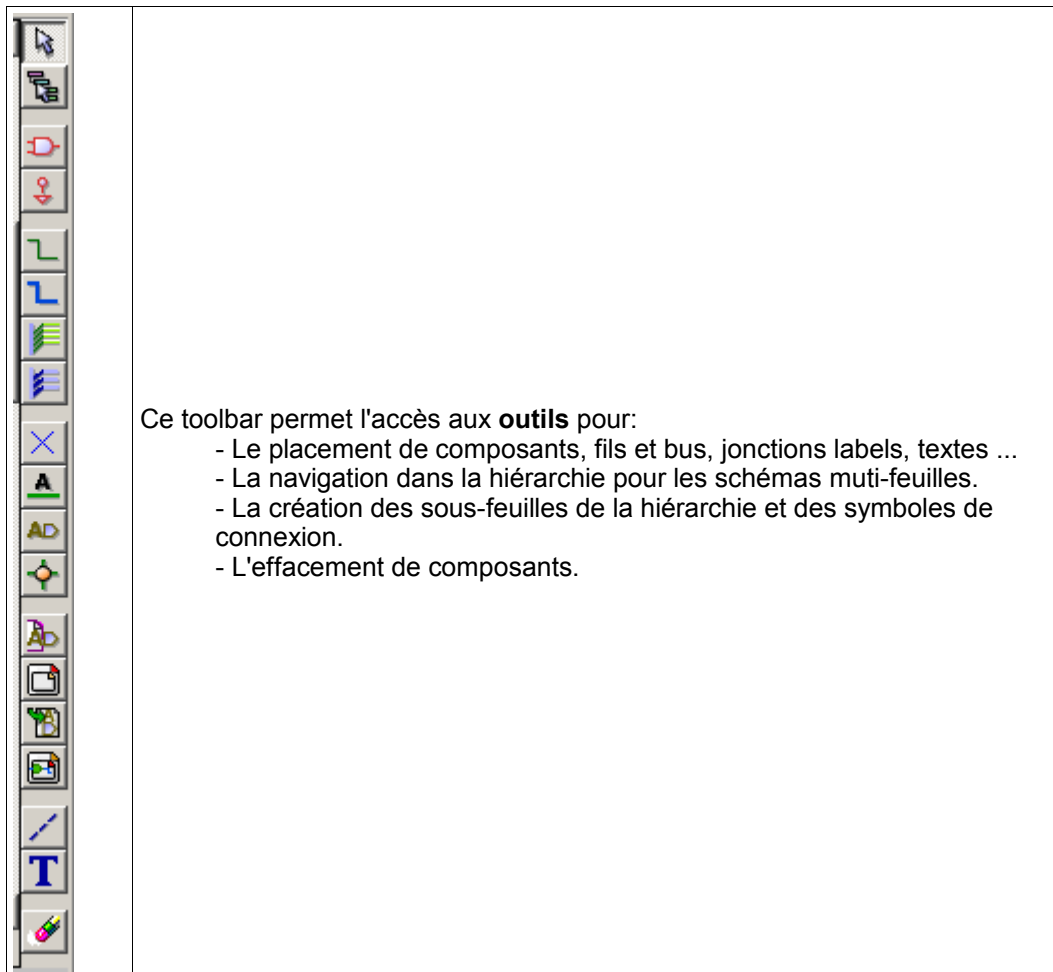 Ce toolbar permet l'accès aux outils pour:
- Le placement de composants, fils et bus, jonctions labels, textes ...
- La navigation dans la hiérarchie pour les schémas muti-feuilles.
- La création des sous-feuilles de la hiérarchie et des symboles de
connexion.
- L'effacement de composants.
A
A
A
T